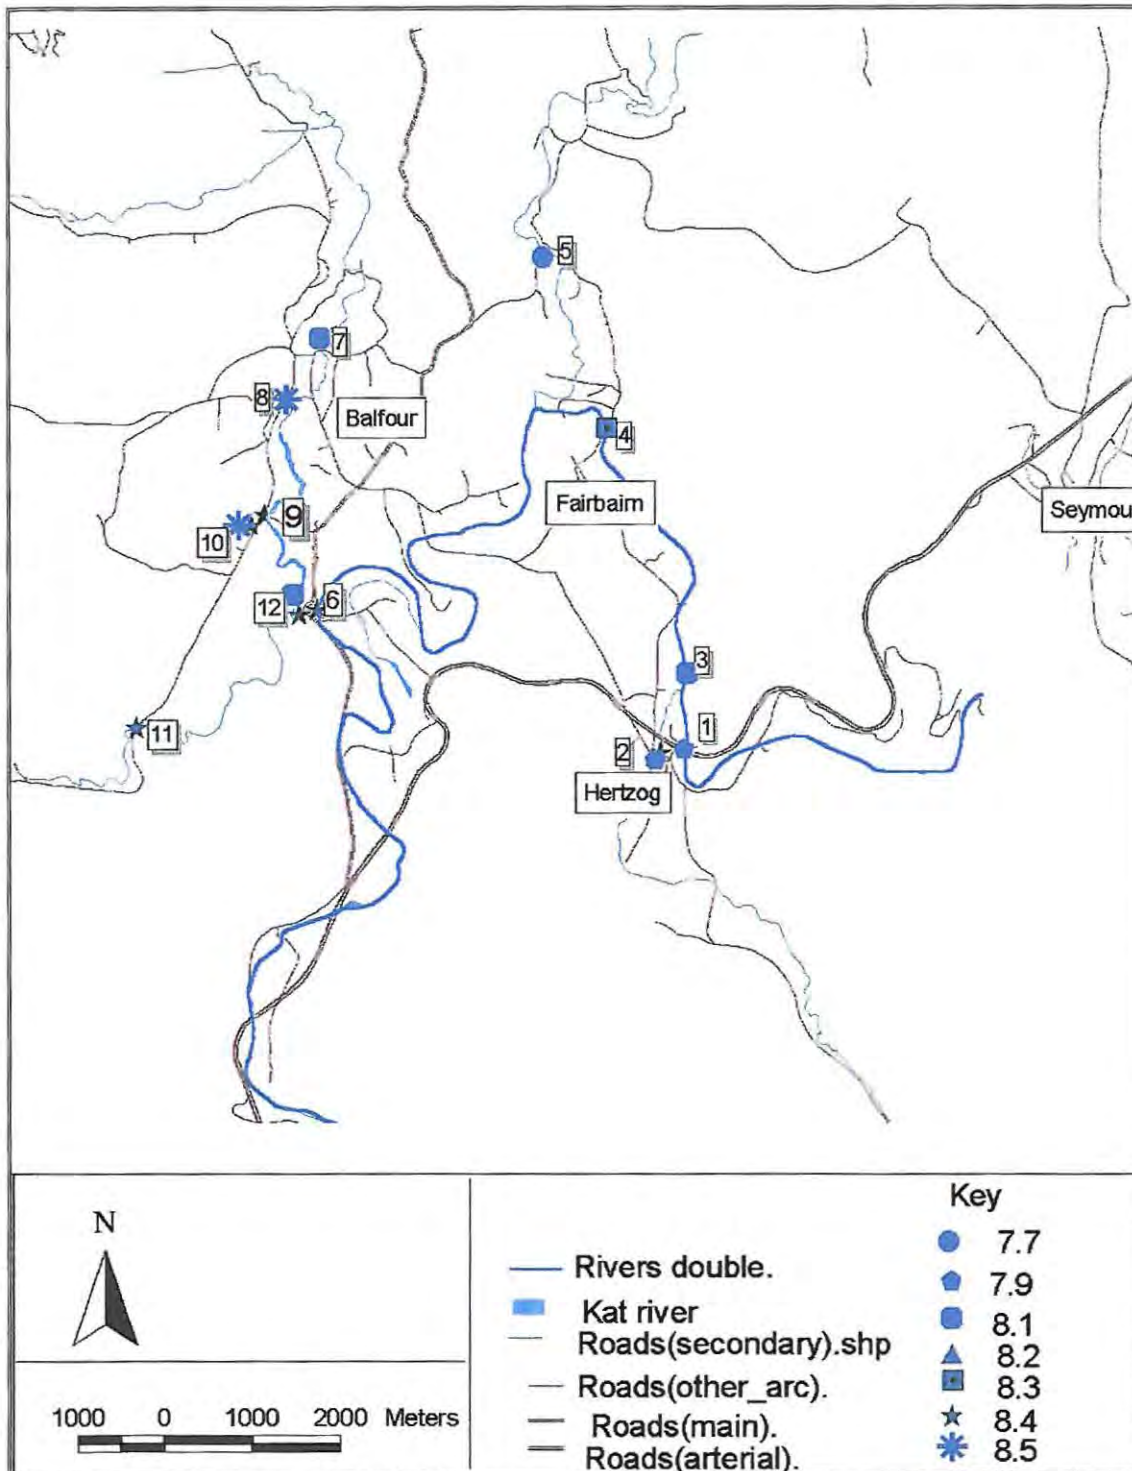 5
7
8
Balfour
4
Fairbairn
Seymou
9
10
12
6
3
11
1
2
Hertzog
N
1000 0 1000 2000 Meters
Rivers double.
Kat river
Roads(secondary).shp
Roads(other_arc).
Roads(main).
Roads(arterial).
Key
7.7
7.9
8.1
8.2
8.3
8.4
8.5